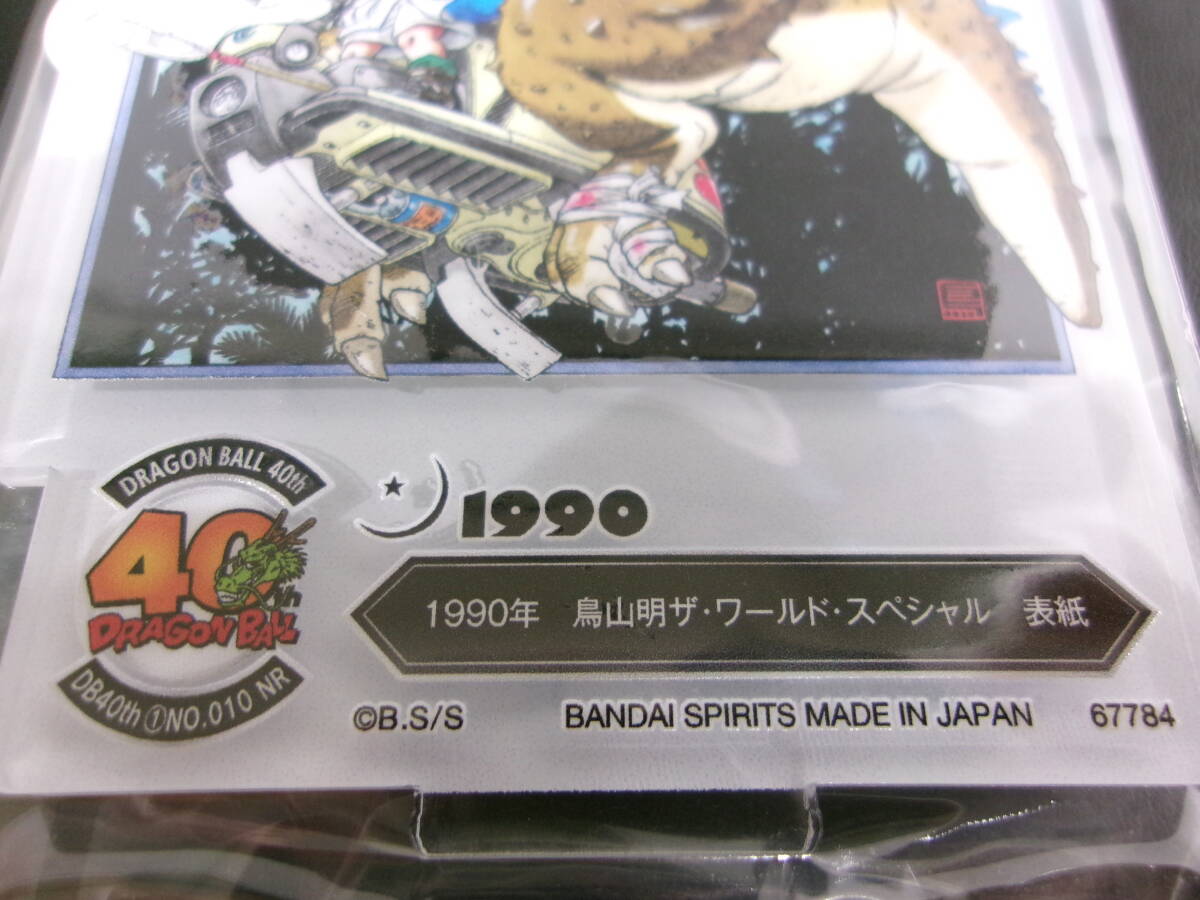 DRAGON BALL 40th
40th
DRAGON BALL
DB40th ①NO.010 NR
1990
1990年 鳥山明ザ・ワールド・スペシャル 表紙
©B.S/S
BANDAI SPIRITS MADE IN JAPAN 67784